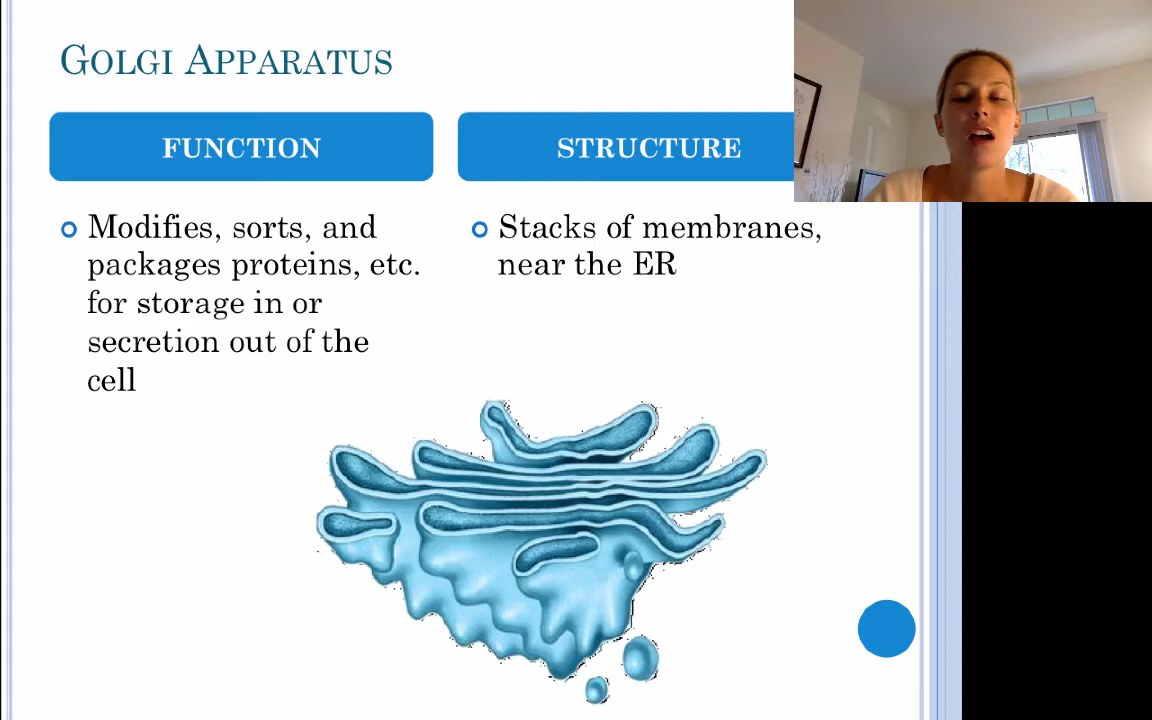 GOLGI APPARATUS
FUNCTION
STRUCTURE
Modifies, sorts, and
packages proteins, etc.
for storage in or
secretion out of the
cell
Stacks of membranes,
near the ER